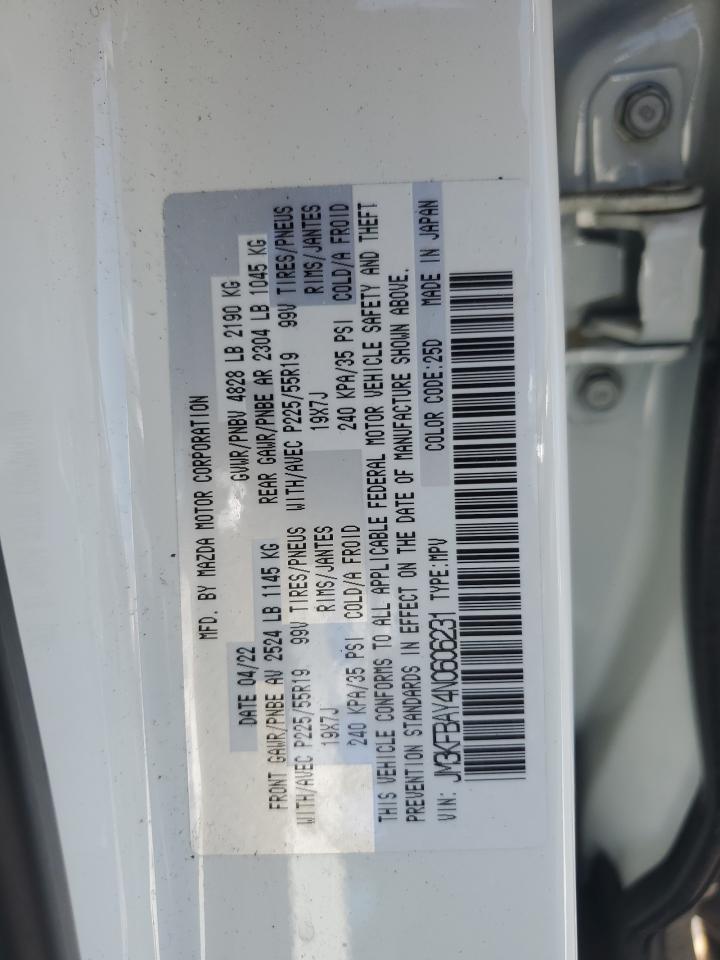 MFD. BY MAZDA MOTOR CORPORATION
DATE 04/22 GVWR/PNBV 4828 LB 2190 KG
FRONT GAWR/PNBE AV 2524 LB 1145 KG REAR GAWR/PNBE AR 2304 LB 1045 KG
WITH/AVEC P225/55R19 99V TIRES/PNEUS WITH/AVEC P225/55R19 99V TIRES/PNEUS
19X7J RIMS/JANTES 19X7J RIMS/JANTES
240 KPA/35 PSI COLD/A FROID 240 KPA/35 PSI COLD/A FROID
THIS VEHICLE CONFORMS TO ALL APPLICABLE FEDERAL MOTOR VEHICLE SAFETY AND THEFT
PREVENTION STANDARDS IN EFFECT ON THE DATE OF MANUFACTURE SHOWN ABOVE.
VIN: JM3KFBAY4N0606231 TYPE:MPV COLOR CODE:25D MADE IN JAPAN